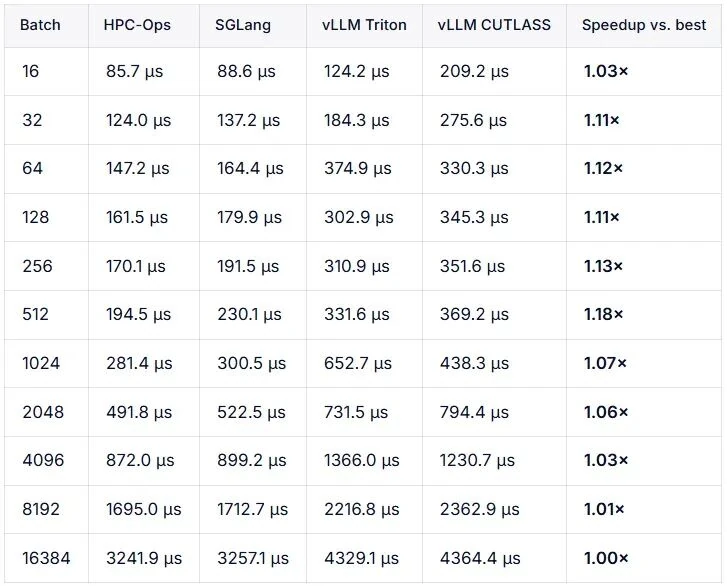 Batch HPC-Ops SGLang vLLM Triton vLLM CUTLASS Speedup vs. best
16 85.7 μs 88.6 μs 124.2 μs 209.2 μs 1.03×
32 124.0 μs 137.2 μs 184.3 μs 275.6 μs 1.11×
64 147.2 μs 164.4 μs 374.9 μs 330.3 μs 1.12×
128 161.5 μs 179.9 μs 302.9 μs 345.3 μs 1.11×
256 170.1 μs 191.5 μs 310.9 μs 351.6 μs 1.13×
512 194.5 μs 230.1 μs 331.6 μs 369.2 μs 1.18×
1024 281.4 μs 300.5 μs 652.7 μs 438.3 μs 1.07×
2048 491.8 μs 522.5 μs 731.5 μs 794.4 μs 1.06×
4096 872.0 μs 899.2 μs 1366.0 μs 1230.7 μs 1.03×
8192 1695.0 μs 1712.7 μs 2216.8 μs 2362.9 μs 1.01×
16384 3241.9 μs 3257.1 μs 4329.1 μs 4364.4 μs 1.00×